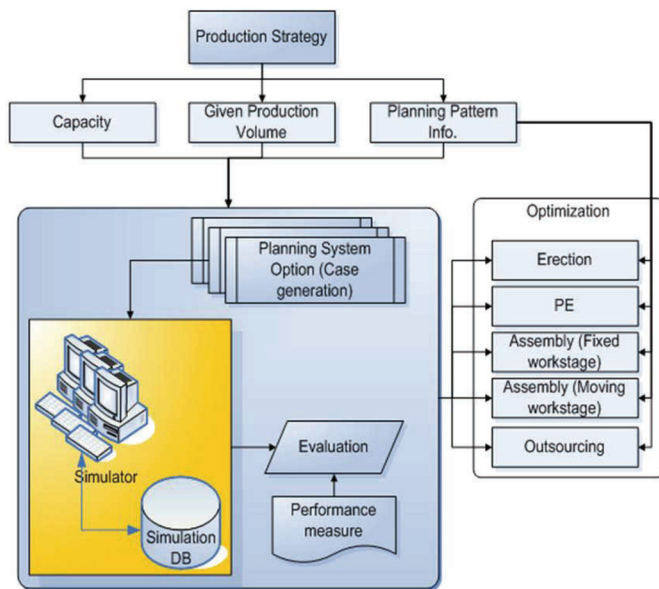 Production Strategy
Capacity
Given Production
Volume
Planning Pattern
Info.
Planning System
Option (Case
generation)
Simulator
Simulation
DB
Evaluation
Performance
measure
Optimization
Erection
PE
Assembly (Fixed
workstage)
Assembly (Moving
workstage)
Outsourcing